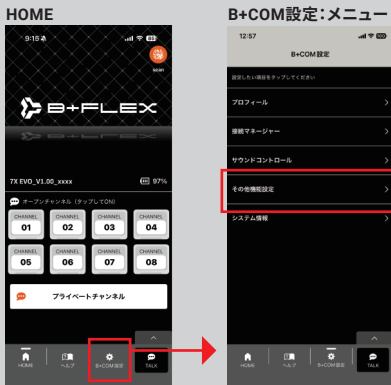 HOME
9:15
SCAN
B+FLEX
7X EVO_V1.00_xxxx
97%
オープンチャンネル（タップしてON）
CHANNEL
01
CHANNEL
02
CHANNEL
03
CHANNEL
04
CHANNEL
05
CHANNEL
06
CHANNEL
07
CHANNEL
08
プライベートチャンネル
HOME
ヘルプ
B+COM設定
TALK
B+COM設定：メニュー
12:57
B+COM設定
設定したい項目をタップしてください
プロフィール
接続マネージャー
サウンドコントロール
その他機能設定
システム情報
HOME
ヘルプ
B+COM設定
TALK